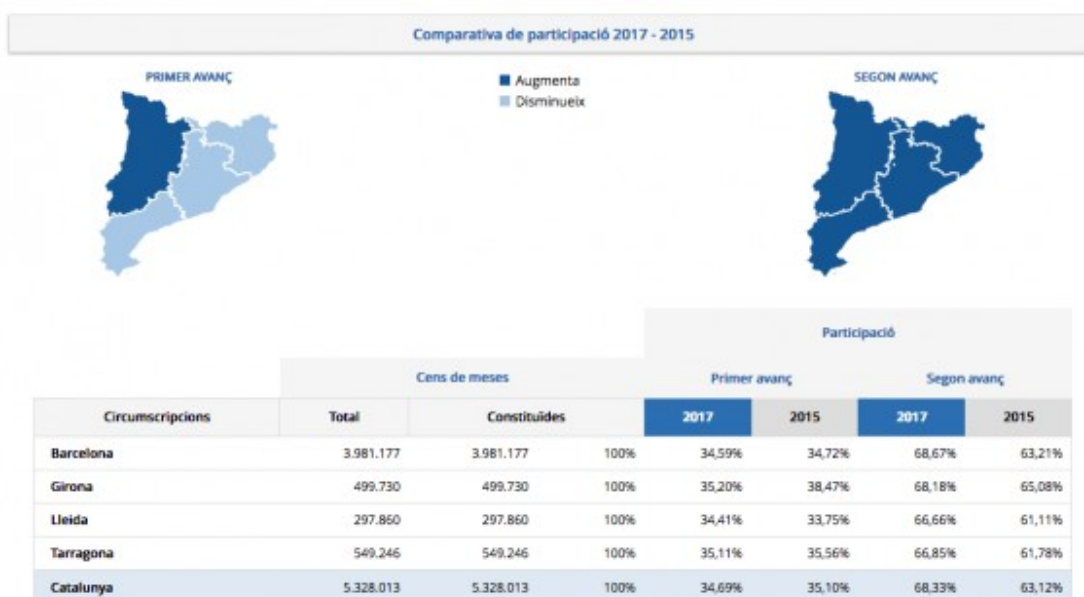 Comparativa de participació 2017 - 2015
PRIMER AVANÇ
Augmenta
Disminueix
SEGON AVANÇ
Participació
Cens de meses Primer avanç Segon avanç
Circumscripcions Total Constituïdes 2017 2015 2017 2015
Barcelona 3.981.177 3.981.177 100% 34,59% 34,72% 68,67% 63,21%
Girona 499.730 499.730 100% 35,20% 38,47% 68,18% 65,08%
Lleida 297.860 297.860 100% 34,41% 33,75% 66,66% 61,11%
Tarragona 549.246 549.246 100% 35,11% 35,56% 66,85% 61,78%
Catalunya 5.328.013 5.328.013 100% 34,69% 35,10% 68,33% 63,12%